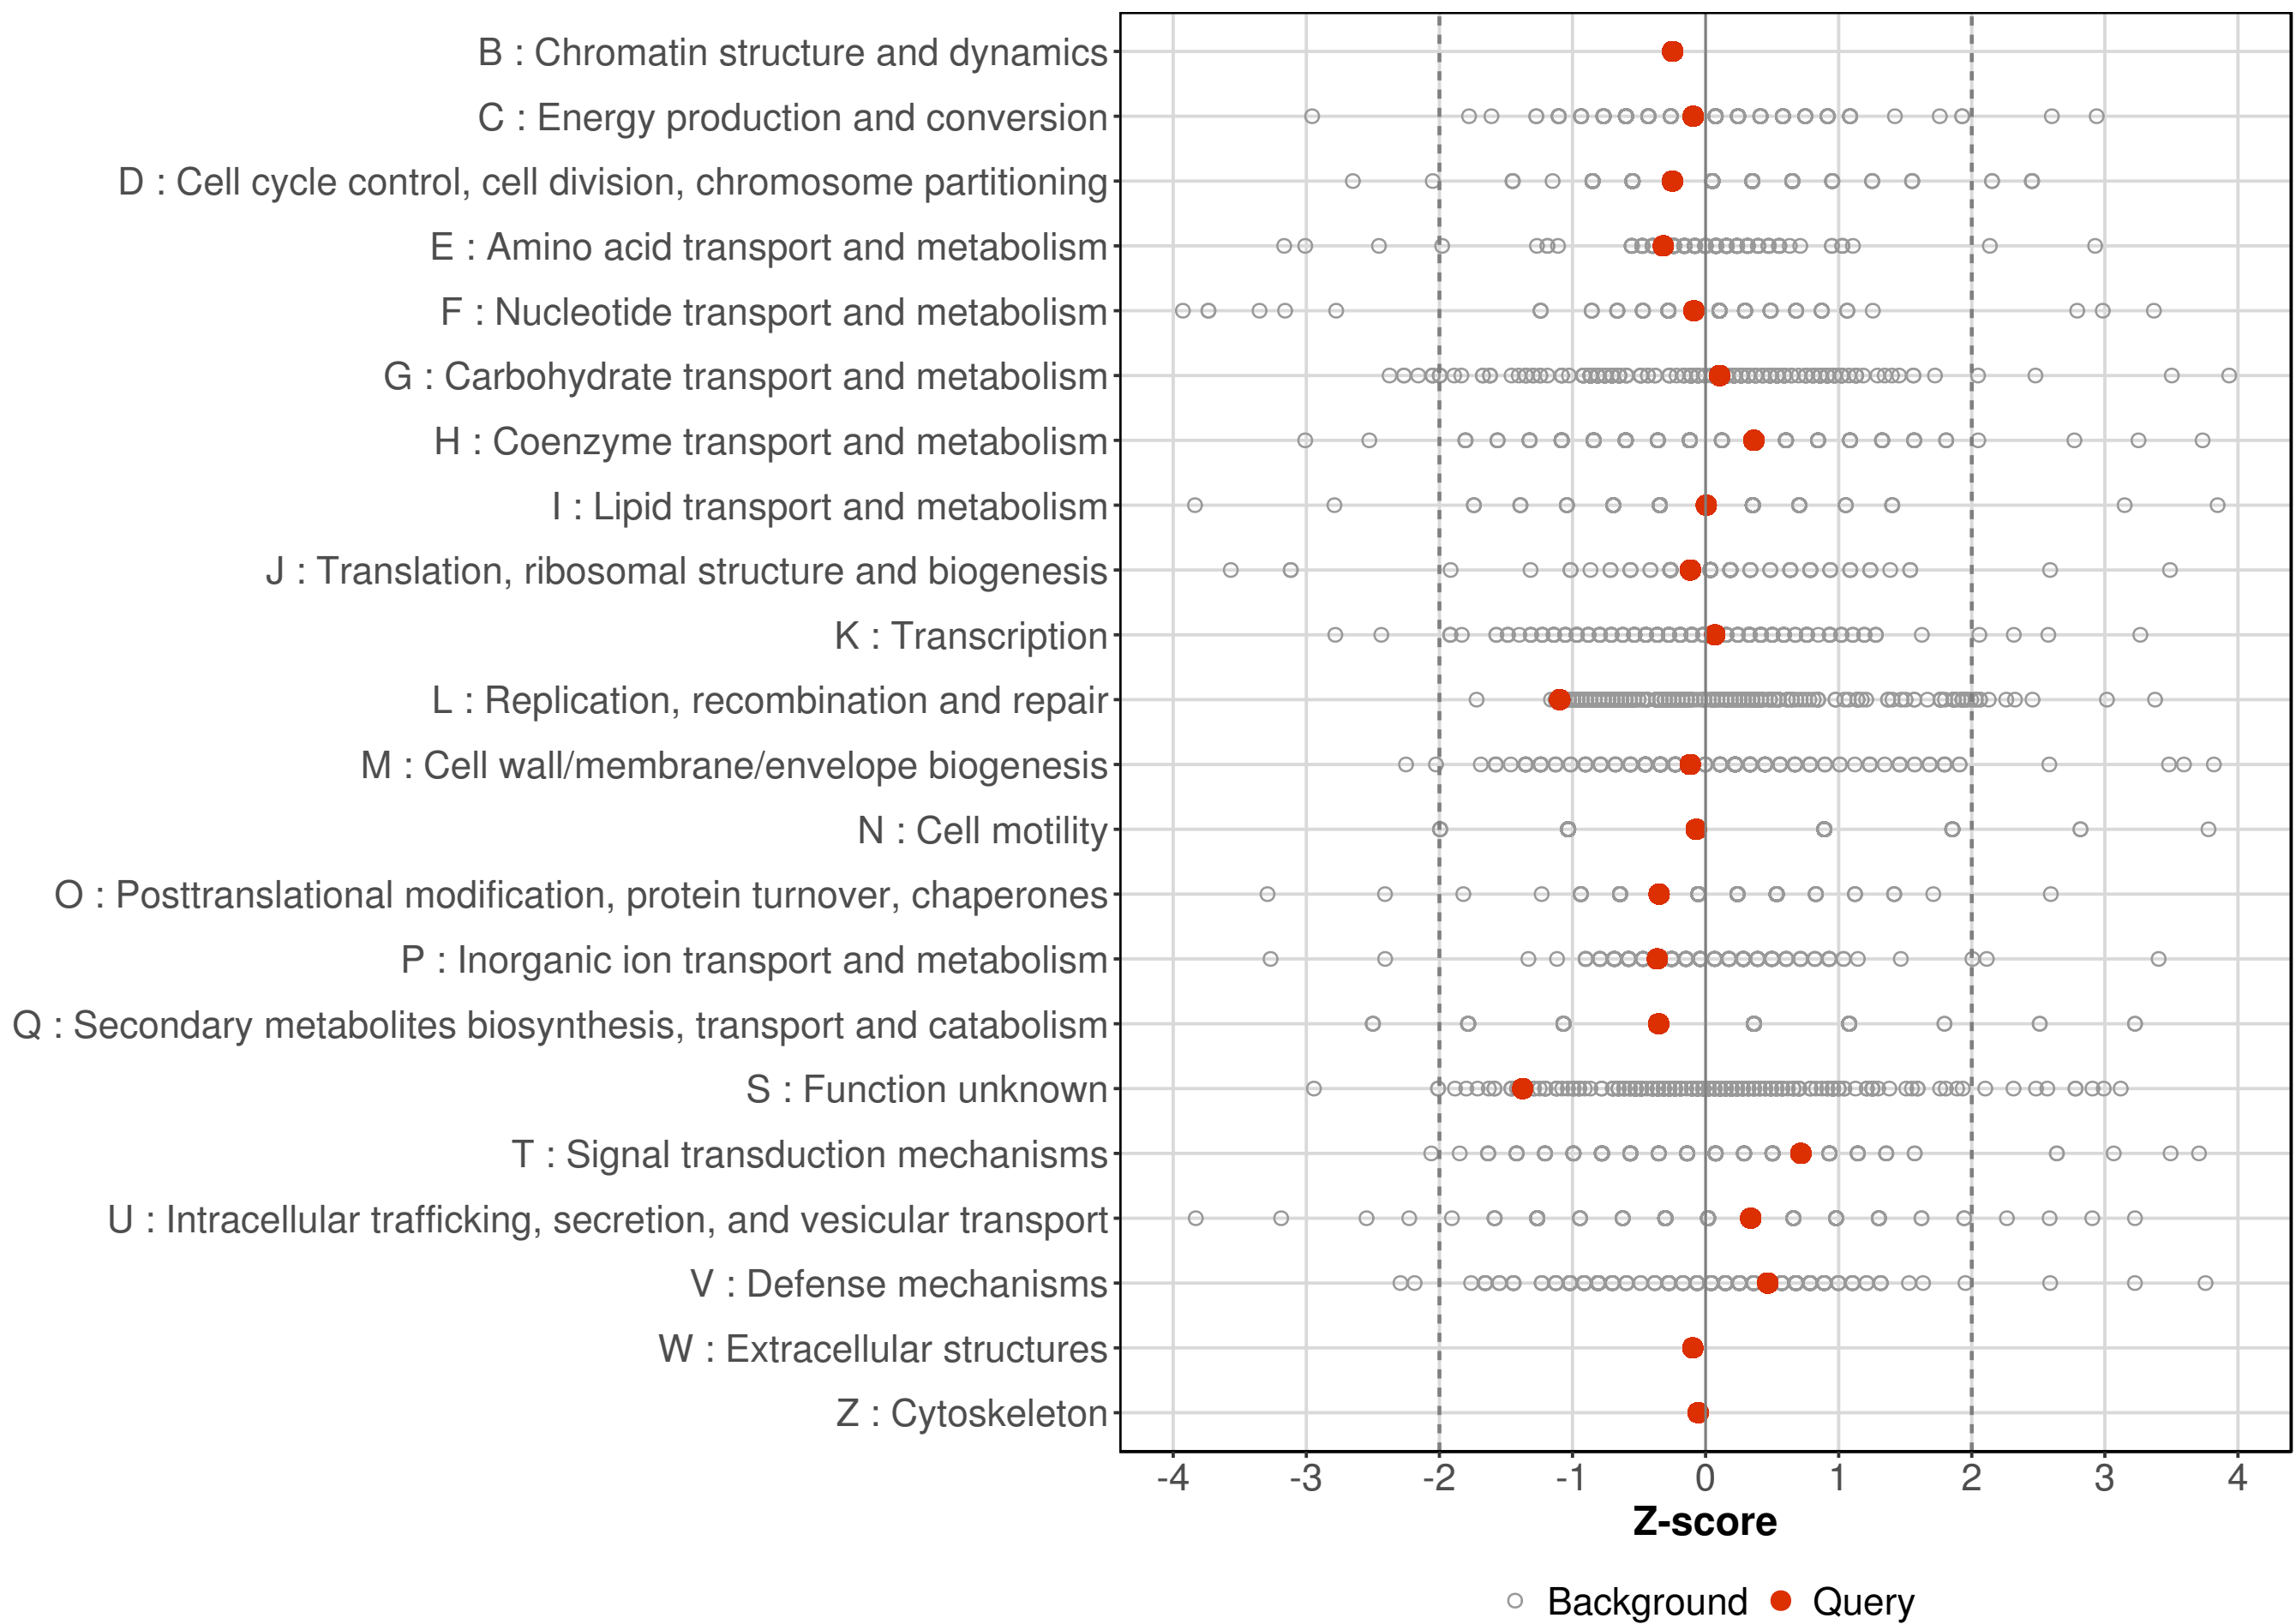 B : Chromatin structure and dynamics
C : Energy production and conversion
D : Cell cycle control, cell division, chromosome partitioning
E : Amino acid transport and metabolism
F : Nucleotide transport and metabolism
G : Carbohydrate transport and metabolism
H : Coenzyme transport and metabolism
I : Lipid transport and metabolism
J : Translation, ribosomal structure and biogenesis
K : Transcription
L : Replication, recombination and repair
M : Cell wall/membrane/envelope biogenesis
N : Cell motility
O : Posttranslational modification, protein turnover, chaperones
P : Inorganic ion transport and metabolism
Q : Secondary metabolites biosynthesis, transport and catabolism
S : Function unknown
T : Signal transduction mechanisms
U : Intracellular trafficking, secretion, and vesicular transport
V : Defense mechanisms
W : Extracellular structures
Z : Cytoskeleton
-4 -3 -2 -1 0 1 2 3 4
Z-score
Background Query